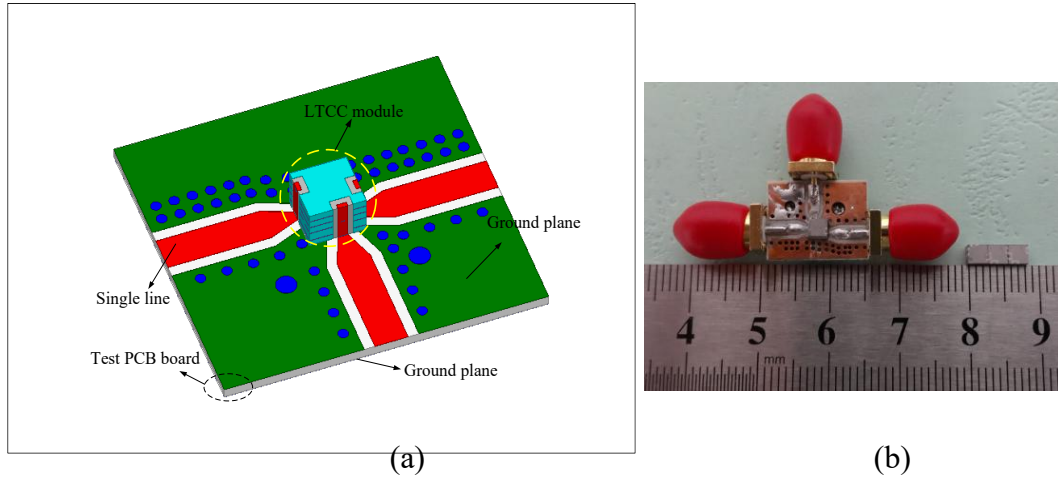 LTCC module
Ground plane
Single line
Test PCB board
Ground plane
(a)
4 5 6 7 8 9
mm
(b)